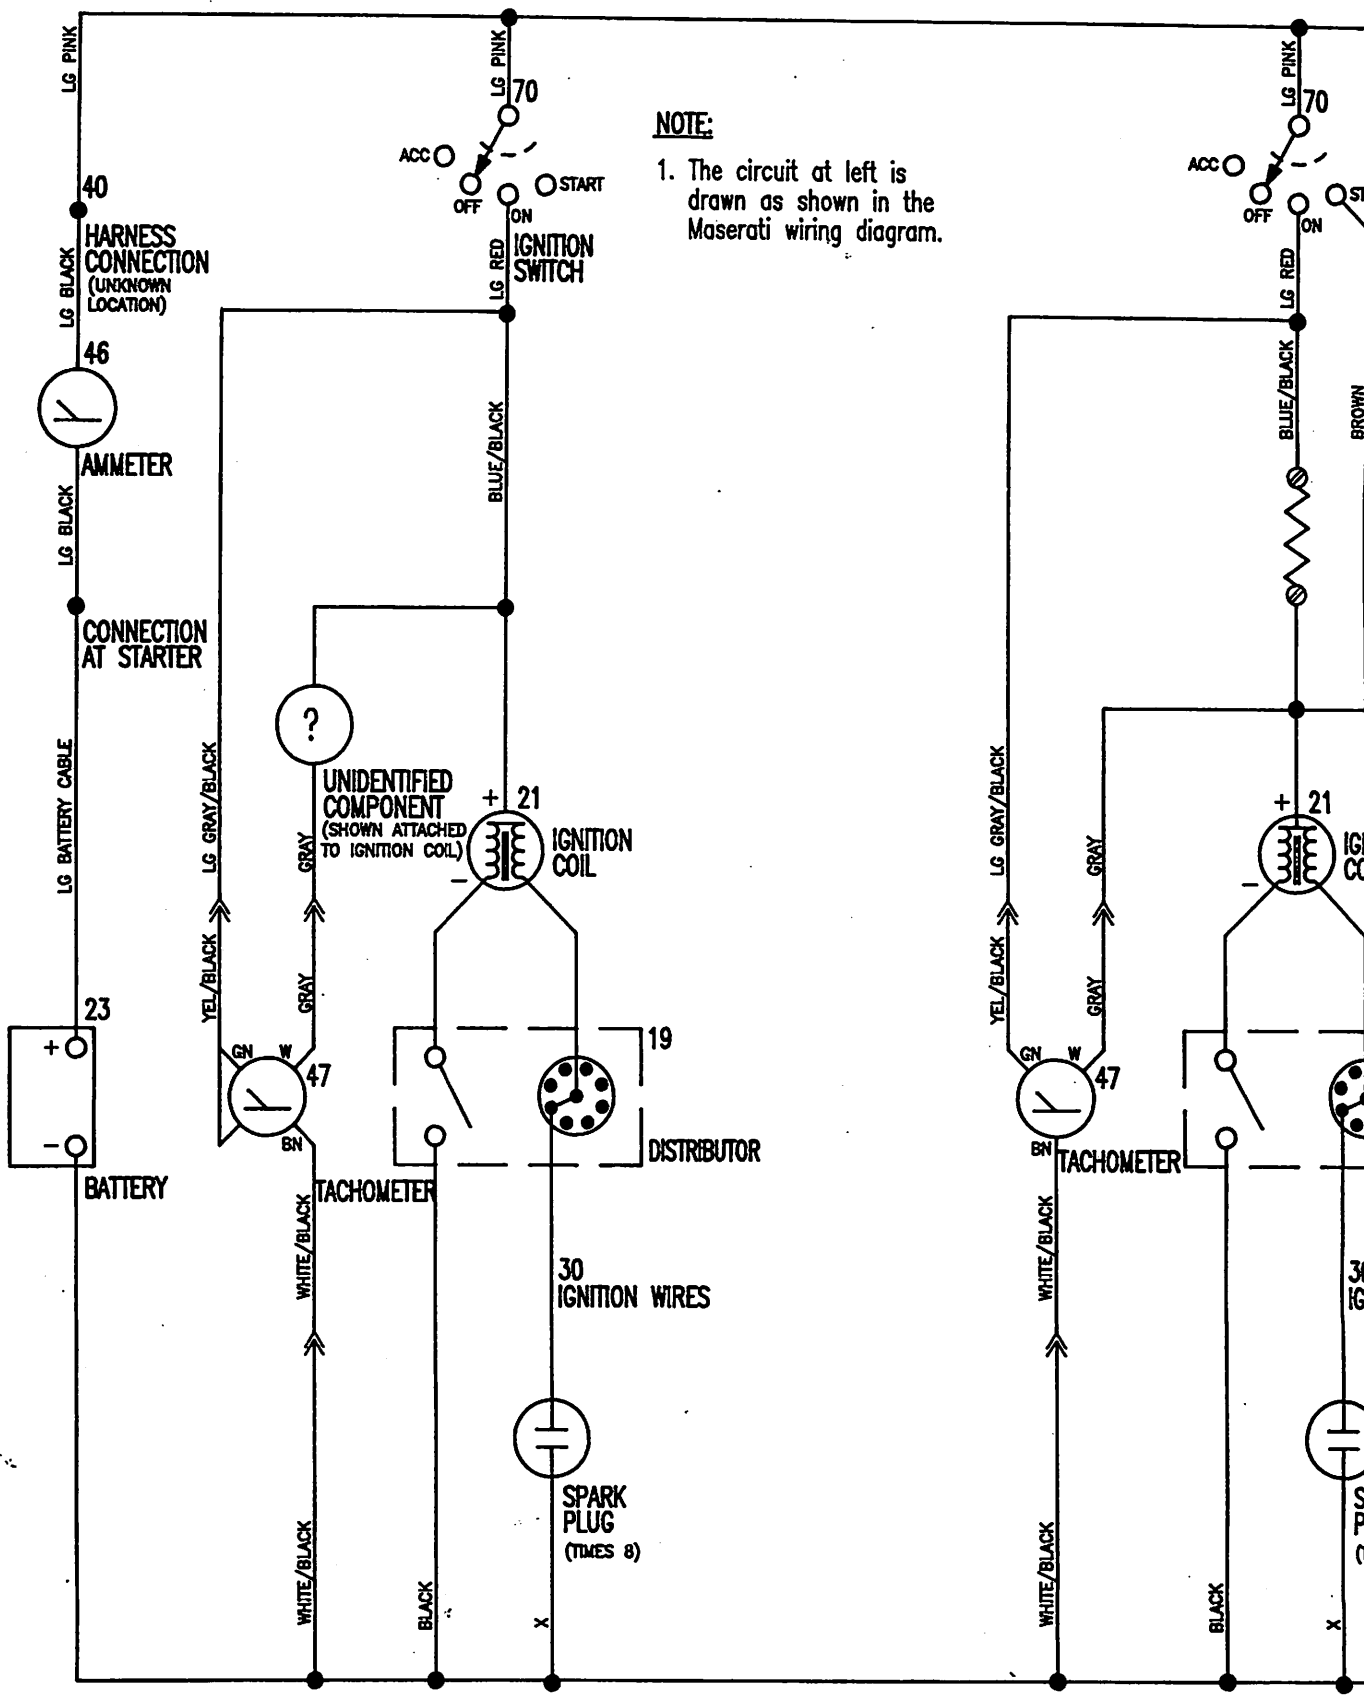 LG PINK
40
HARNESS
CONNECTION
(UNKNOWN
LOCATION)
LG BLACK
46
AMMETER
LG BLACK
CONNECTION
AT STARTER
LG BATTERY CABLE
23
+
-
BATTERY
LG PINK
70
ACC
OFF
ON
START
IGNITION
SWITCH
LG RED
BLUE/BLACK
?
UNIDENTIFIED
COMPONENT
(SHOWN ATTACHED
TO IGNITION COIL)
LG GRAY/BLACK
GRAY
YEL/BLACK
GRAY
GN
W
47
BN
TACHOMETER
WHITE/BLACK
WHITE/BLACK
+ 21
-
IGNITION
COIL
19
DISTRIBUTOR
30
IGNITION WIRES
SPARK
PLUG
(TIMES 8)
BLACK
X
NOTE:
1. The circuit at left is
drawn as shown in the
Maserati wiring diagram.
LG PINK
70
ACC
OFF
ON
ST
LG RED
BLUE/BLACK
BROWN
LG GRAY/BLACK
GRAY
YEL/BLACK
GRAY
GN
W
47
BN
TACHOMETER
WHITE/BLACK
WHITE/BLACK
+ 21
-
IG
CO
30
IG
S
P
(
BLACK
X